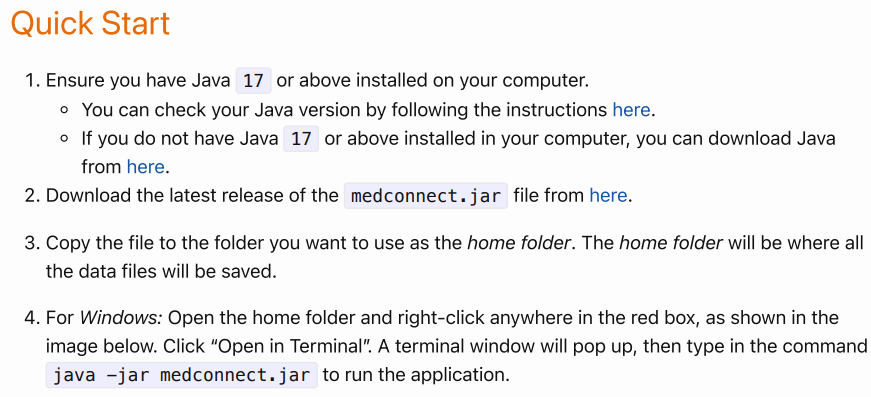 Quick Start
1. Ensure you have Java 17 or above installed on your computer.
◦ You can check your Java version by following the instructions here.
◦ If you do not have Java 17 or above installed in your computer, you can download Java
from here.
2. Download the latest release of the medconnect.jar file from here.
3. Copy the file to the folder you want to use as the home folder. The home folder will be where all
the data files will be saved.
4. For Windows: Open the home folder and right-click anywhere in the red box, as shown in the
image below. Click “Open in Terminal”. A terminal window will pop up, then type in the command
java -jar medconnect.jar to run the application.